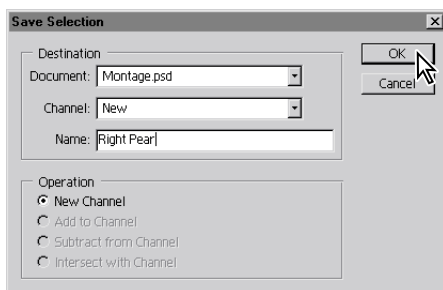 Save Selection
Destination
Document: Montage.psd
Channel: New
Name: Right Pear
OK
Cancel
Operation
New Channel
Add to Channel
Subtract from Channel
Intersect with Channel